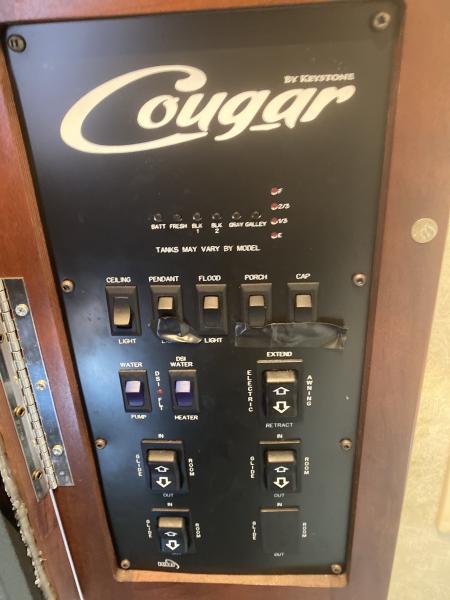 BY KEYSTONE
Cougar
F
2/3
1/3
E
BATT FRESH BLK 1 BLK 2 GRAY GALLEY
TANKS MAY VARY BY MODEL
CEILING PENDANT FLOOD PORCH CAP
LIGHT LIGHT
WATER DSI WATER EXTEND
DSI FLT ELECTRIC AWNING
PUMP HEATER RETRACT
IN IN
SLIDE ROOM SLIDE ROOM
OUT OUT
IN IN
SLIDE ROOM SLIDE ROOM
OUT